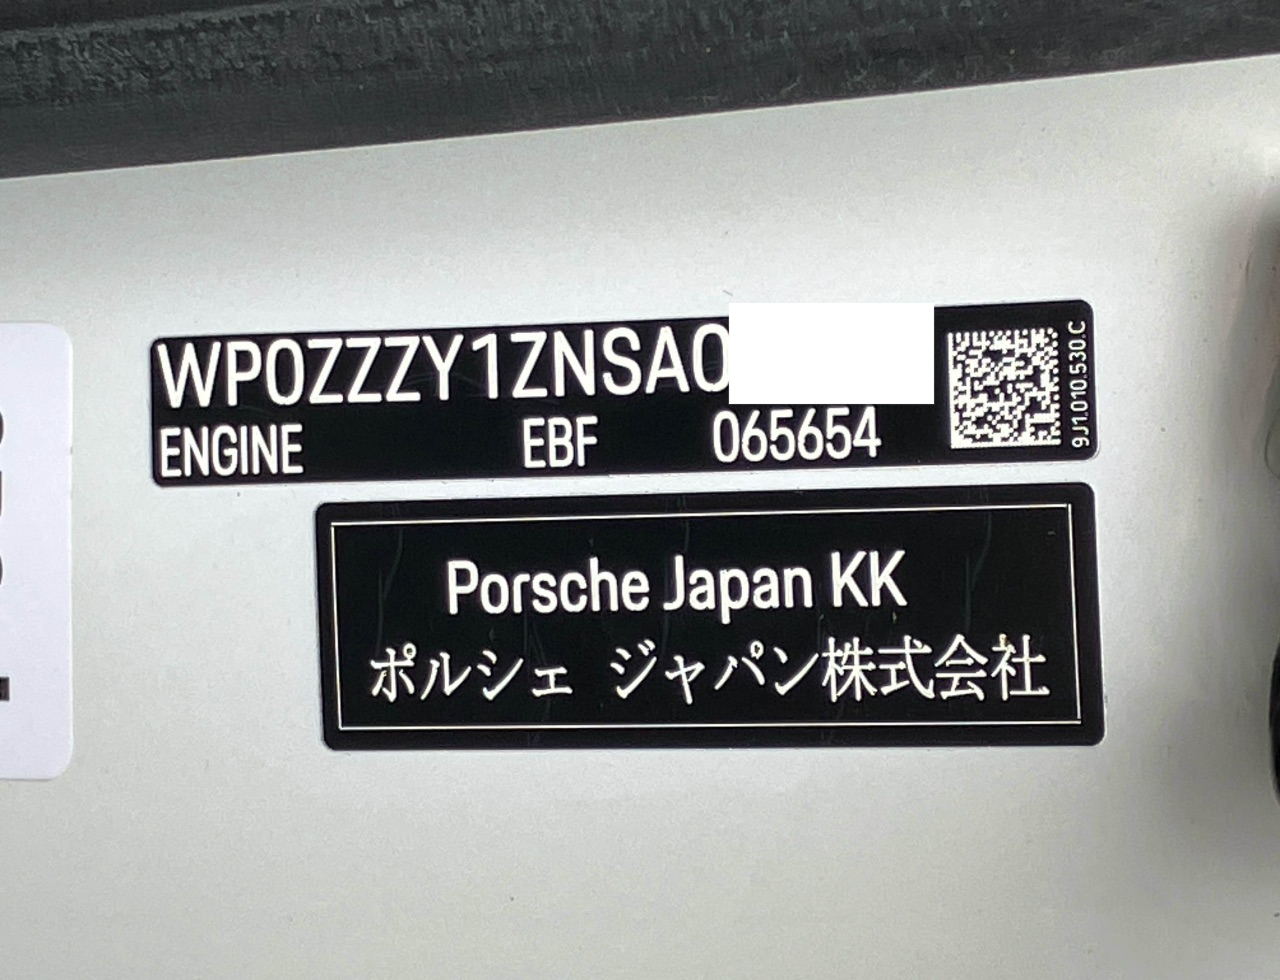 WP0ZZZY1ZNSA0
ENGINE EBF 065654
9J1.010.530.C
Porsche Japan KK
ポルシェ ジャパン株式会社